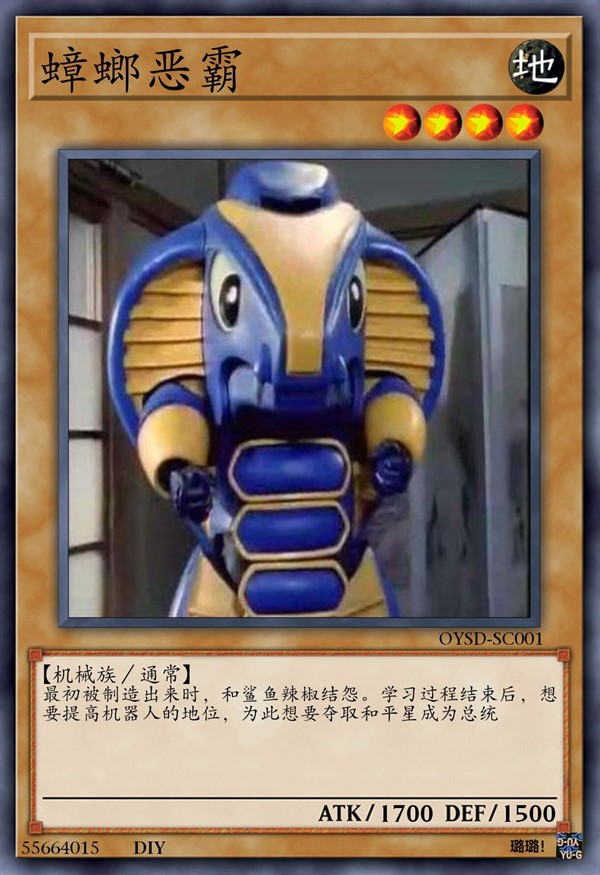 蟑螂恶霸
地
OYSD-SC001
【机械族／通常】
最初被制造出来时，和鲨鱼辣椒结怨。学习过程结束后，想
要提高机器人的地位，为此想要夺取和平星成为总统
ATK/1700 DEF/1500
55664015 DIY 璐璐!
YU-G